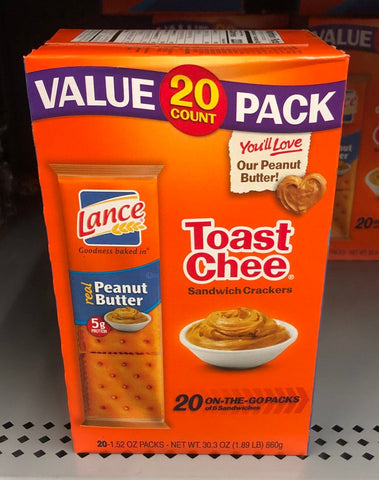 VALUE 20 COUNT PACK
You'll Love
Our Peanut
Butter!
Lance
Goodness baked in
real Peanut
Butter
5g
PROTEIN
Toast
Chee®
Sandwich Crackers
20 ON-THE-GO PACKS
of 6 Sandwiches
20-1.52 OZ PACKS - NET WT. 30.3 OZ (1.89 LB) 860g